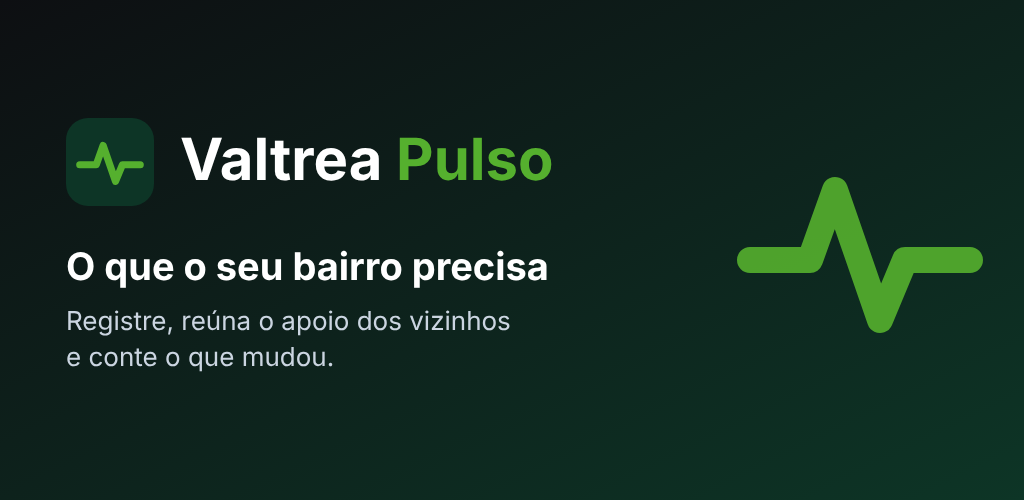 Valtrea Pulso
O que o seu bairro precisa
Registre, reúna o apoio dos vizinhos
e conte o que mudou.